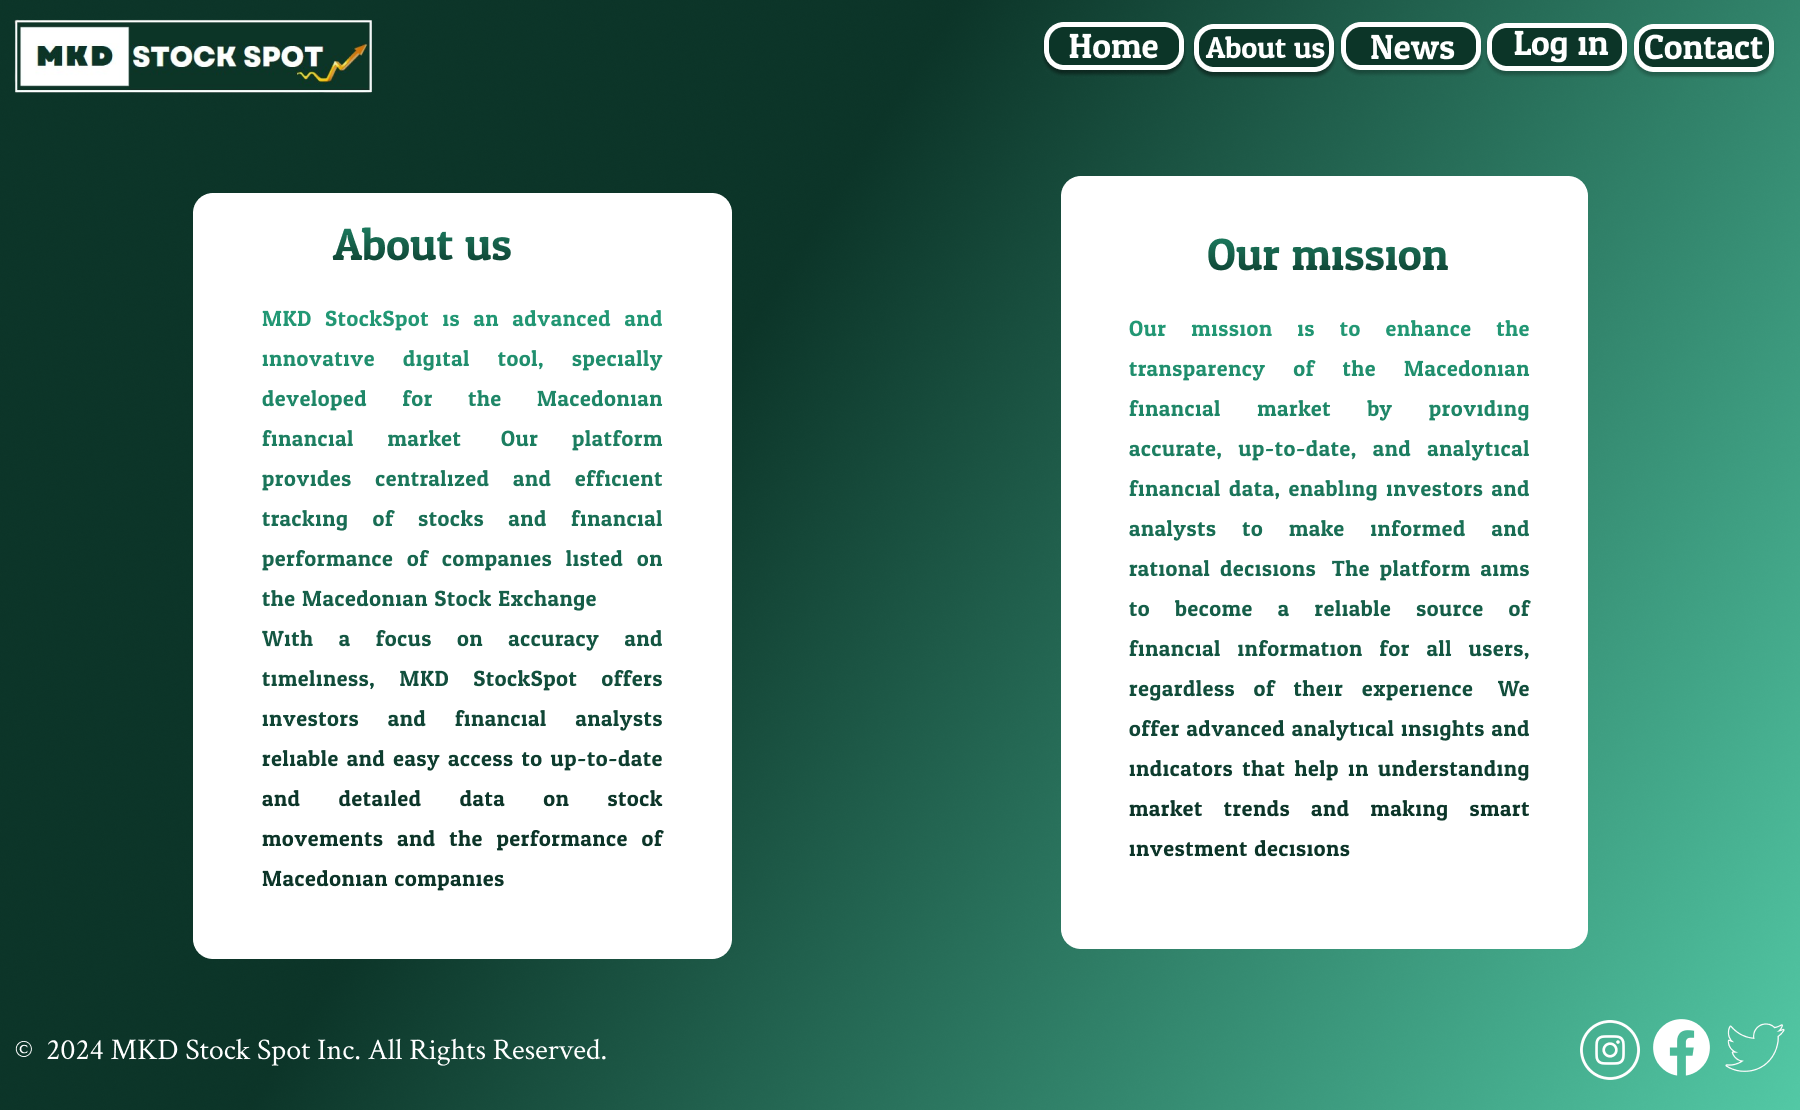 MKD STOCK SPOT
Home
About us
News
Log in
Contact
About us
MKD StockSpot is an advanced and
innovative digital tool, specially
developed for the Macedonian
financial market Our platform
provides centralized and efficient
tracking of stocks and financial
performance of companies listed on
the Macedonian Stock Exchange
With a focus on accuracy and
timeliness, MKD StockSpot offers
investors and financial analysts
reliable and easy access to up-to-date
and detailed data on stock
movements and the performance of
Macedonian companies
Our mission
Our mission is to enhance the
transparency of the Macedonian
financial market by providing
accurate, up-to-date, and analytical
financial data, enabling investors and
analysts to make informed and
rational decisions The platform aims
to become a reliable source of
financial information for all users,
regardless of their experience We
offer advanced analytical insights and
indicators that help in understanding
market trends and making smart
investment decisions
© 2024 MKD Stock Spot Inc. All Rights Reserved.